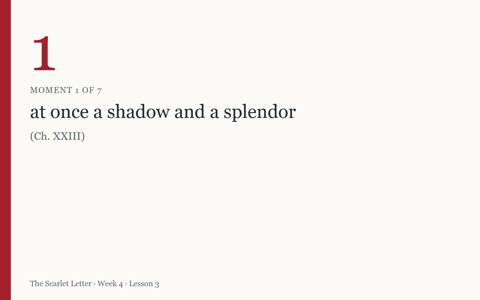 1
MOMENT 1 OF 7
at once a shadow and a splendor
(Ch. XXIII)
The Scarlet Letter · Week 4 · Lesson 3